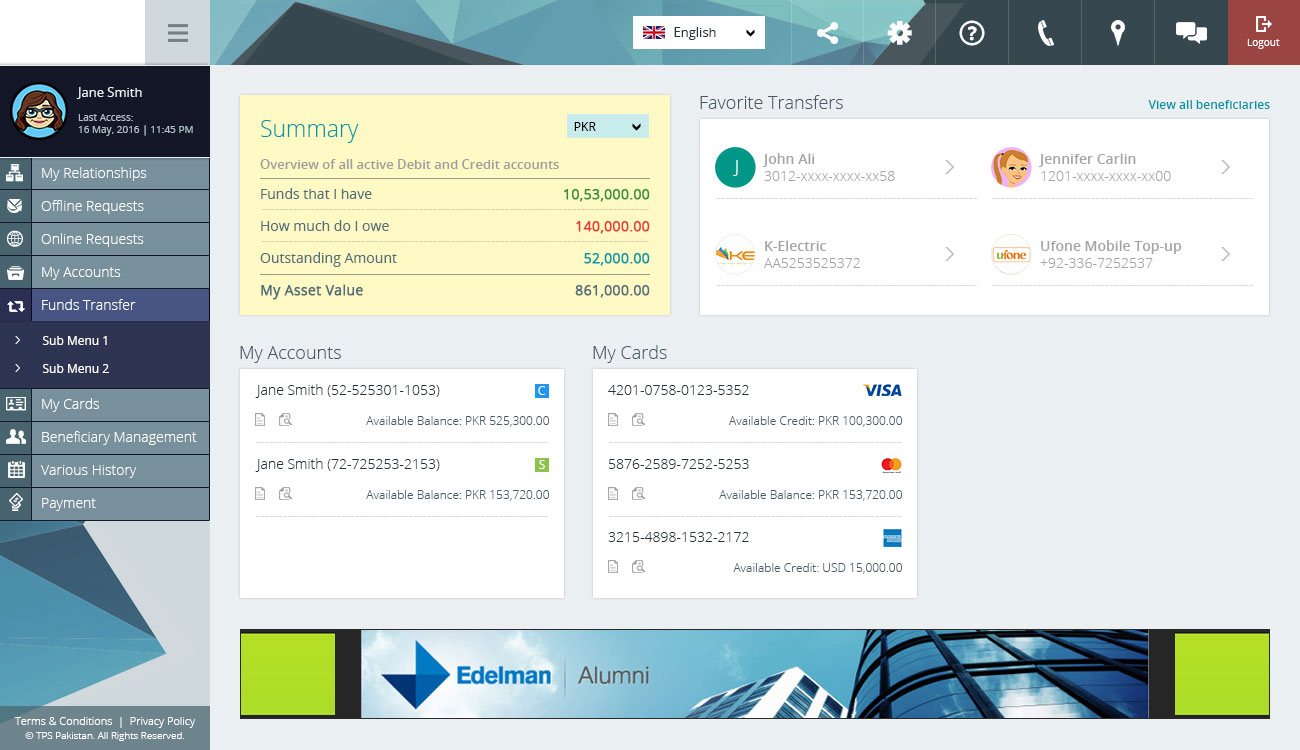 English
Logout
Jane Smith
Last Access:
16 May, 2016 | 11:45 PM
My Relationships
Offline Requests
Online Requests
My Accounts
Funds Transfer
Sub Menu 1
Sub Menu 2
My Cards
Beneficiary Management
Various History
Payment
Terms & Conditions | Privacy Policy
© TPS Pakistan. All Rights Reserved.
Summary
PKR
Overview of all active Debit and Credit accounts
Funds that I have 10,53,000.00
How much do I owe 140,000.00
Outstanding Amount 52,000.00
My Asset Value 861,000.00
Favorite Transfers View all beneficiaries
J
John Ali
3012-xxxx-xxxx-xx58
Jennifer Carlin
1201-xxxx-xxxx-xx00
KE
K-Electric
AA5253525372
ufone
Ufone Mobile Top-up
+92-336-7252537
My Accounts
Jane Smith (52-525301-1053) C
Available Balance: PKR 525,300.00
Jane Smith (72-725253-2153) S
Available Balance: PKR 153,720.00
My Cards
4201-0758-0123-5352 VISA
Available Credit: PKR 100,300.00
5876-2589-7252-5253
Available Balance: PKR 153,720.00
3215-4898-1532-2172
Available Credit: USD 15,000.00
Edelman | Alumni